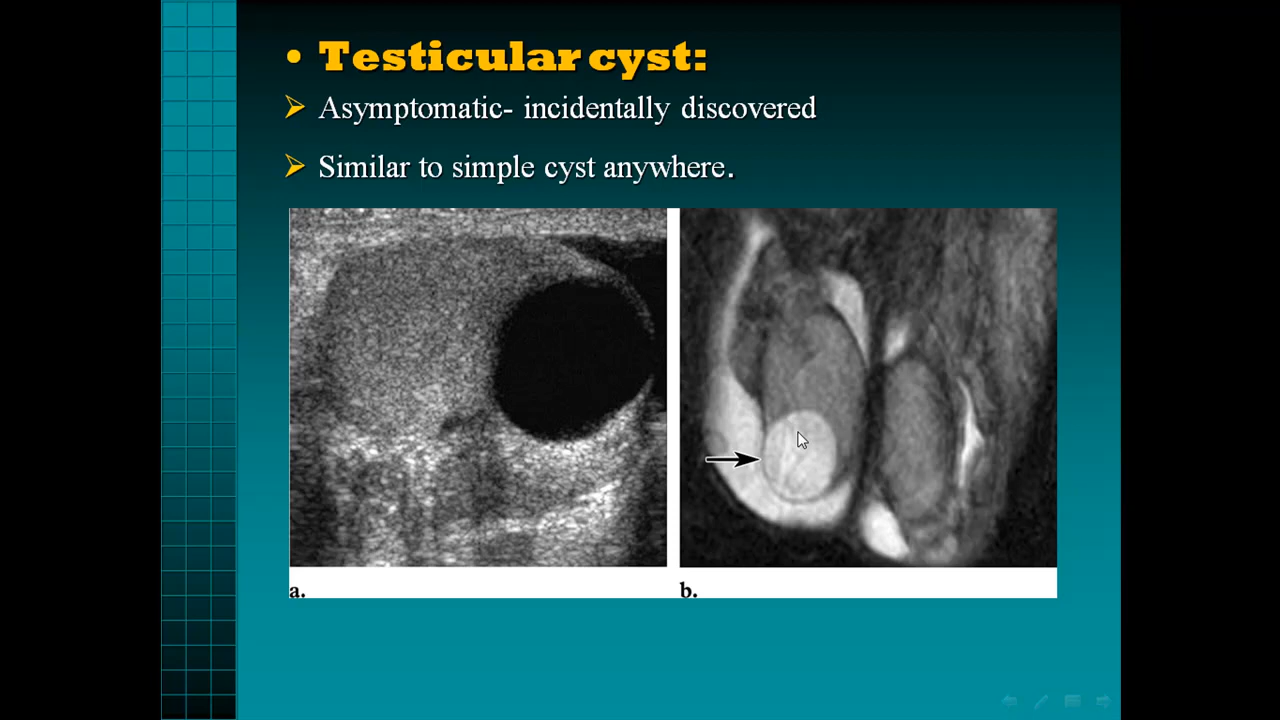 • Testicular cyst:
➢ Asymptomatic- incidentally discovered
➢ Similar to simple cyst anywhere.
a. b.